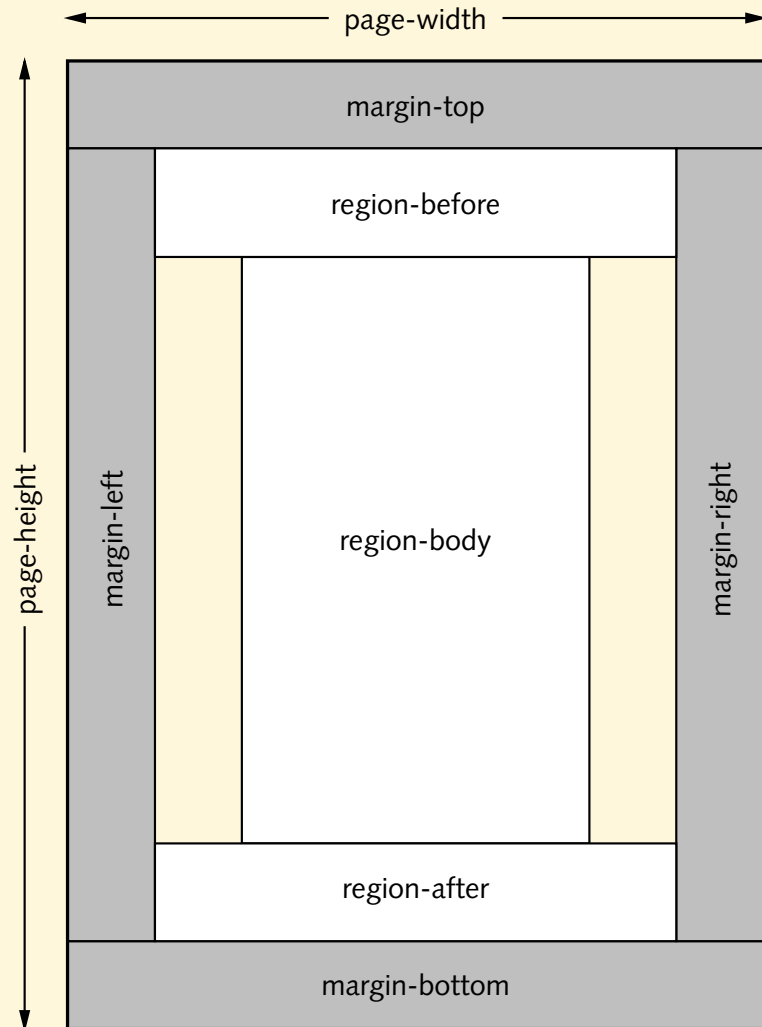 page-width
margin-top
region-before
page-height
margin-left
region-body
margin-right
region-after
margin-bottom